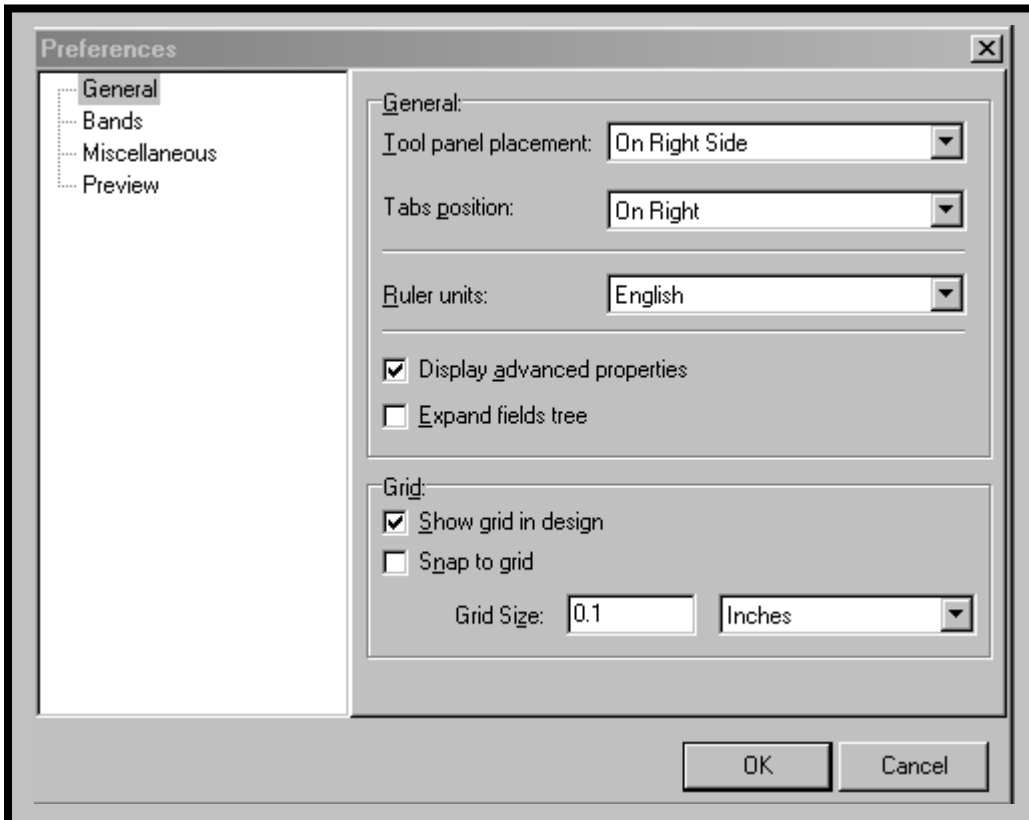 Preferences
General
Bands
Miscellaneous
Preview
General:
Tool panel placement: On Right Side
Tabs position: On Right
Ruler units: English
Display advanced properties
Expand fields tree
Grid:
Show grid in design
Snap to grid
Grid Size: 0.1 Inches
OK Cancel